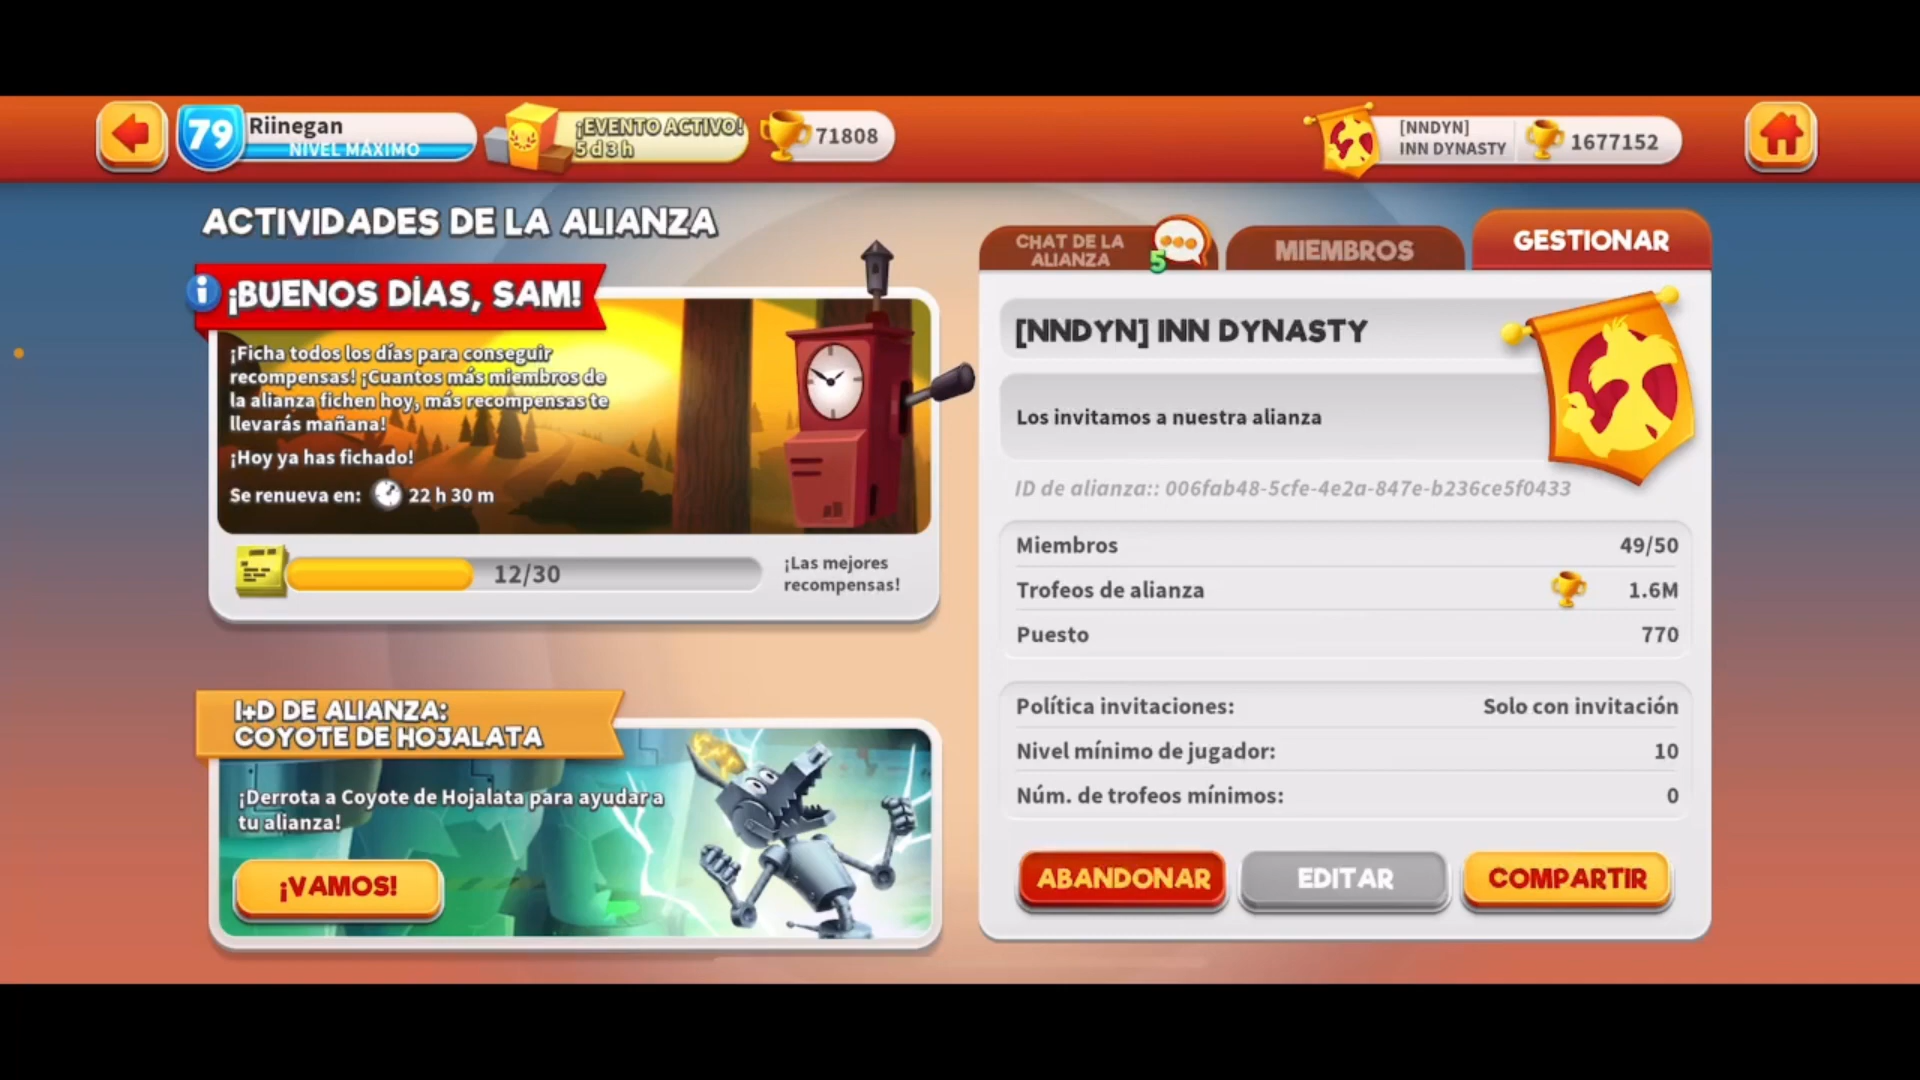 79
Riinegan
NIVEL MÁXIMO
¡EVENTO ACTIVO!
5 d 3 h
71808
[NNDYN]
INN DYNASTY
1677152
ACTIVIDADES DE LA ALIANZA
¡BUENOS DÍAS, SAM!
¡Ficha todos los días para conseguir
recompensas! ¡Cuantos más miembros de
la alianza fichen hoy, más recompensas te
llevarás mañana!
¡Hoy ya has fichado!
Se renueva en: 22 h 30 m
12/30
¡Las mejores
recompensas!
I+D DE ALIANZA:
COYOTE DE HOJALATA
¡Derrota a Coyote de Hojalata para ayudar a
tu alianza!
¡VAMOS!
CHAT DE LA
ALIANZA
5
MIEMBROS
GESTIONAR
[NNDYN] INN DYNASTY
Los invitamos a nuestra alianza
ID de alianza:: 006fab48-5cfe-4e2a-847e-b236ce5f0433
Miembros 49/50
Trofeos de alianza 1.6M
Puesto 770
Política invitaciones: Solo con invitación
Nivel mínimo de jugador: 10
Núm. de trofeos mínimos: 0
ABANDONAR
EDITAR
COMPARTIR